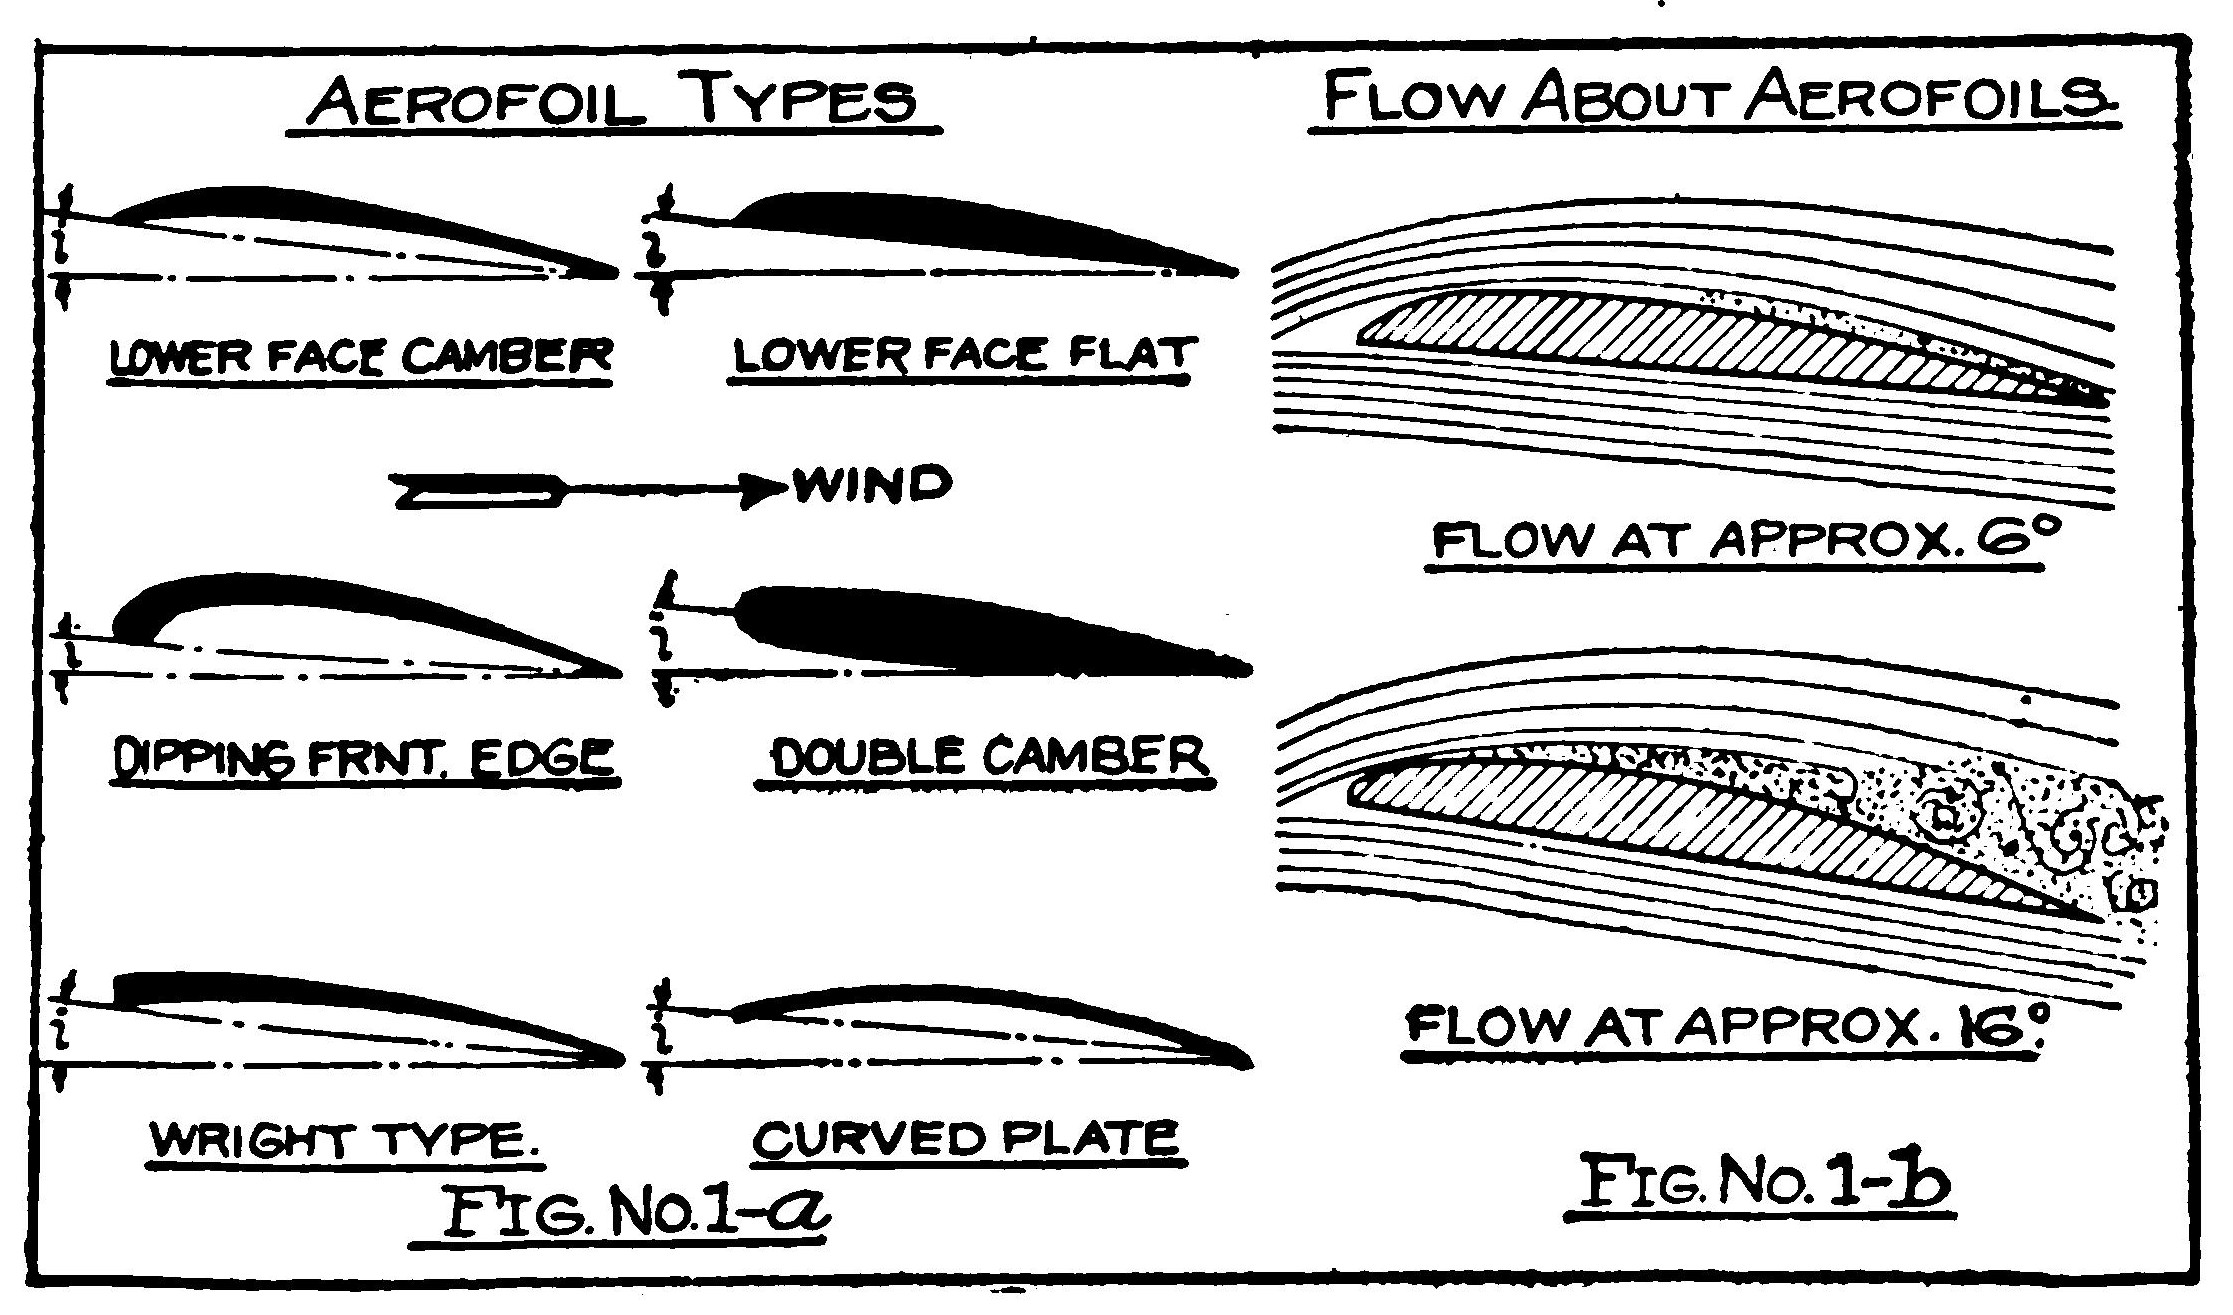 AEROFOIL TYPES
LOWER FACE CAMBER
LOWER FACE FLAT
WIND
DIPPING FRNT. EDGE
DOUBLE CAMBER
WRIGHT TYPE.
CURVED PLATE
FIG. NO. 1-a
FLOW ABOUT AEROFOILS
FLOW AT APPROX. 6°
FLOW AT APPROX. 16°.
FIG. NO. 1-b